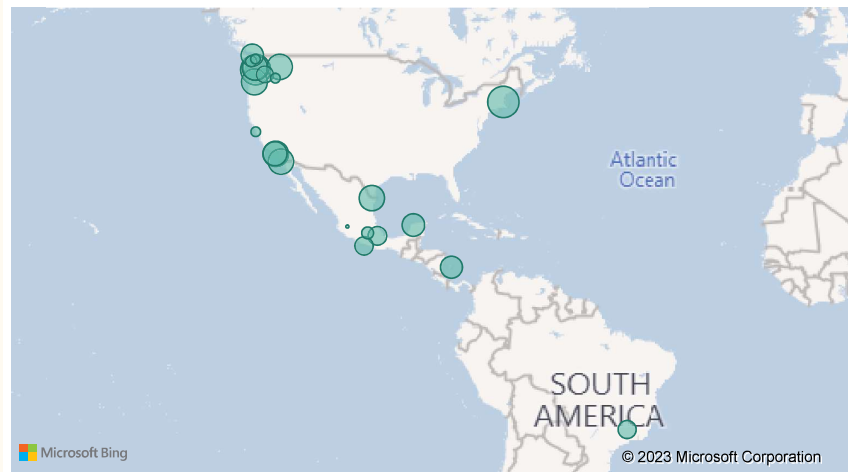 Atlantic
Ocean
SOUTH
AMERICA
Microsoft Bing
© 2023 Microsoft Corporation